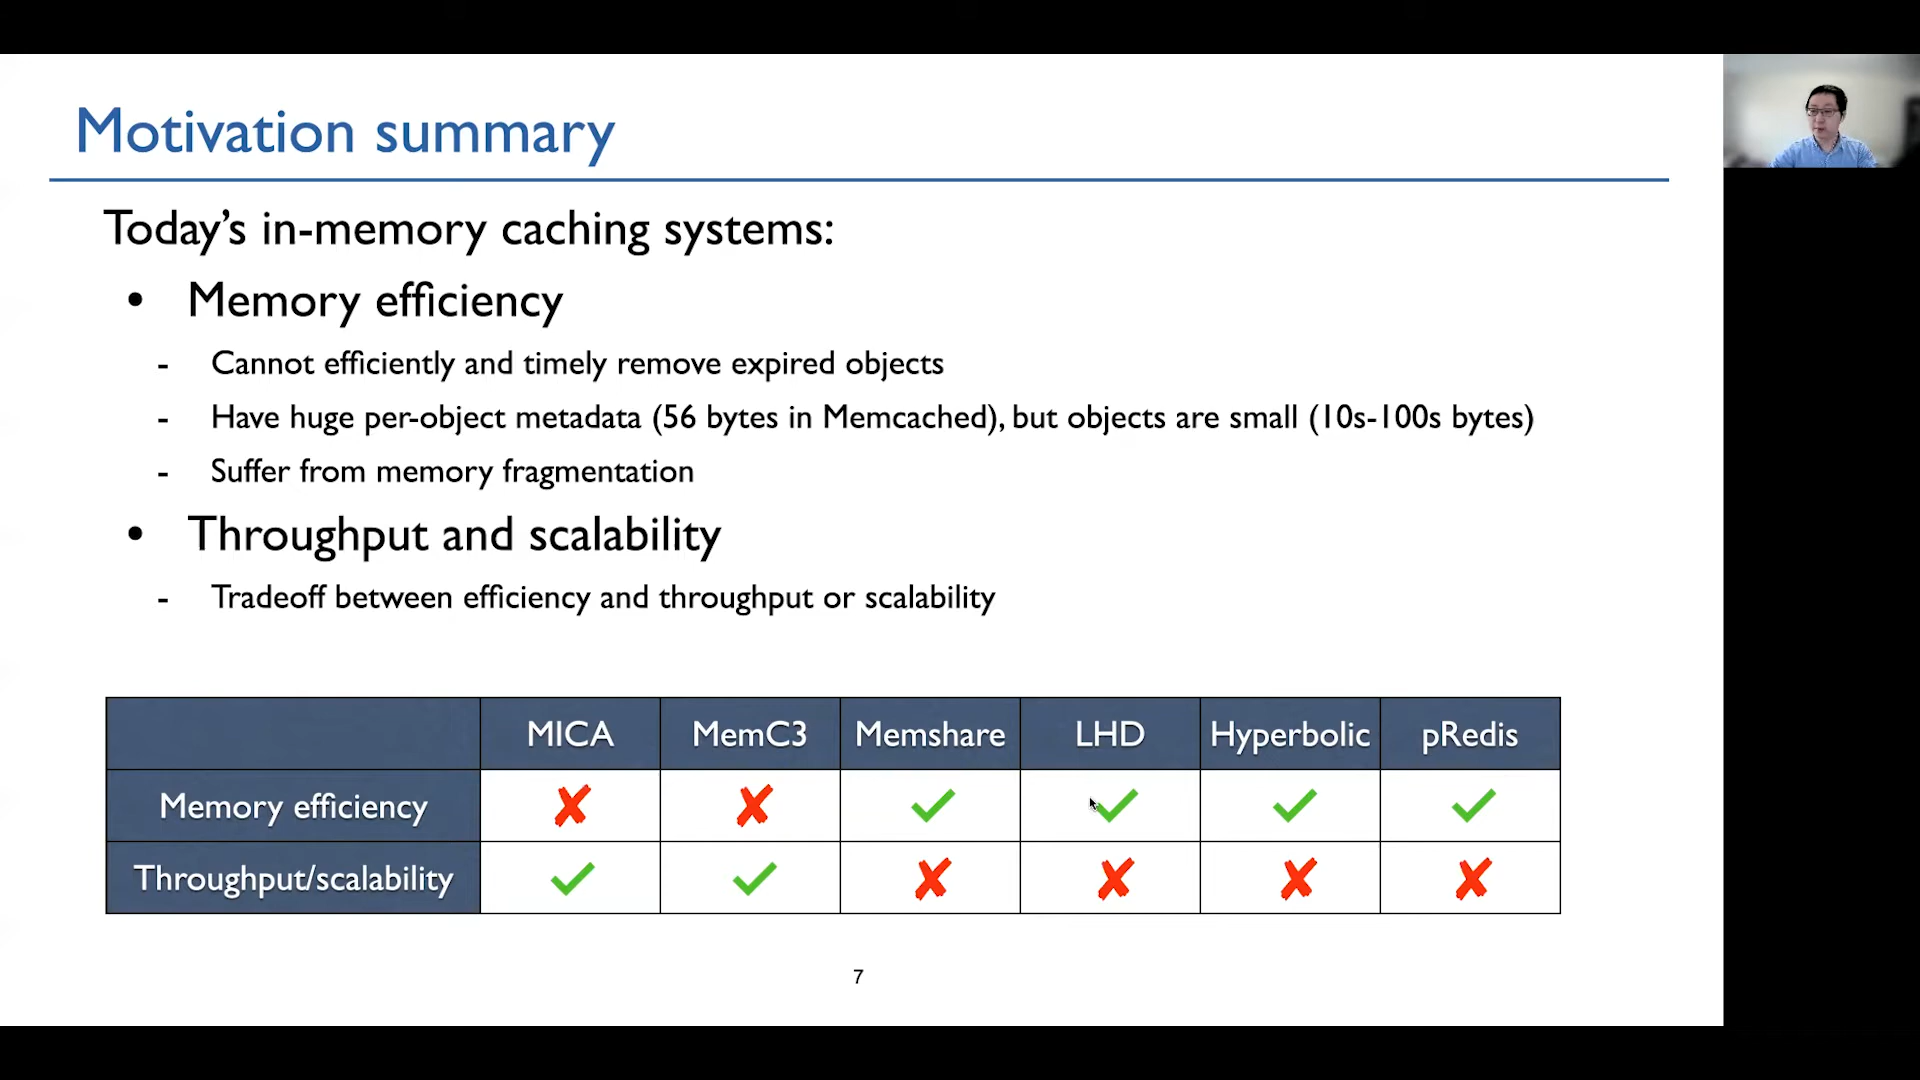 Motivation summary
Today's in-memory caching systems:
• Memory efficiency
- Cannot efficiently and timely remove expired objects
- Have huge per-object metadata (56 bytes in Memcached), but objects are small (10s-100s bytes)
- Suffer from memory fragmentation
• Throughput and scalability
- Tradeoff between efficiency and throughput or scalability
MICA MemC3 Memshare LHD Hyperbolic pRedis
Memory efficiency ✘ ✘ ✓ ✓ ✓ ✓
Throughput/scalability ✓ ✓ ✘ ✘ ✘ ✘
7